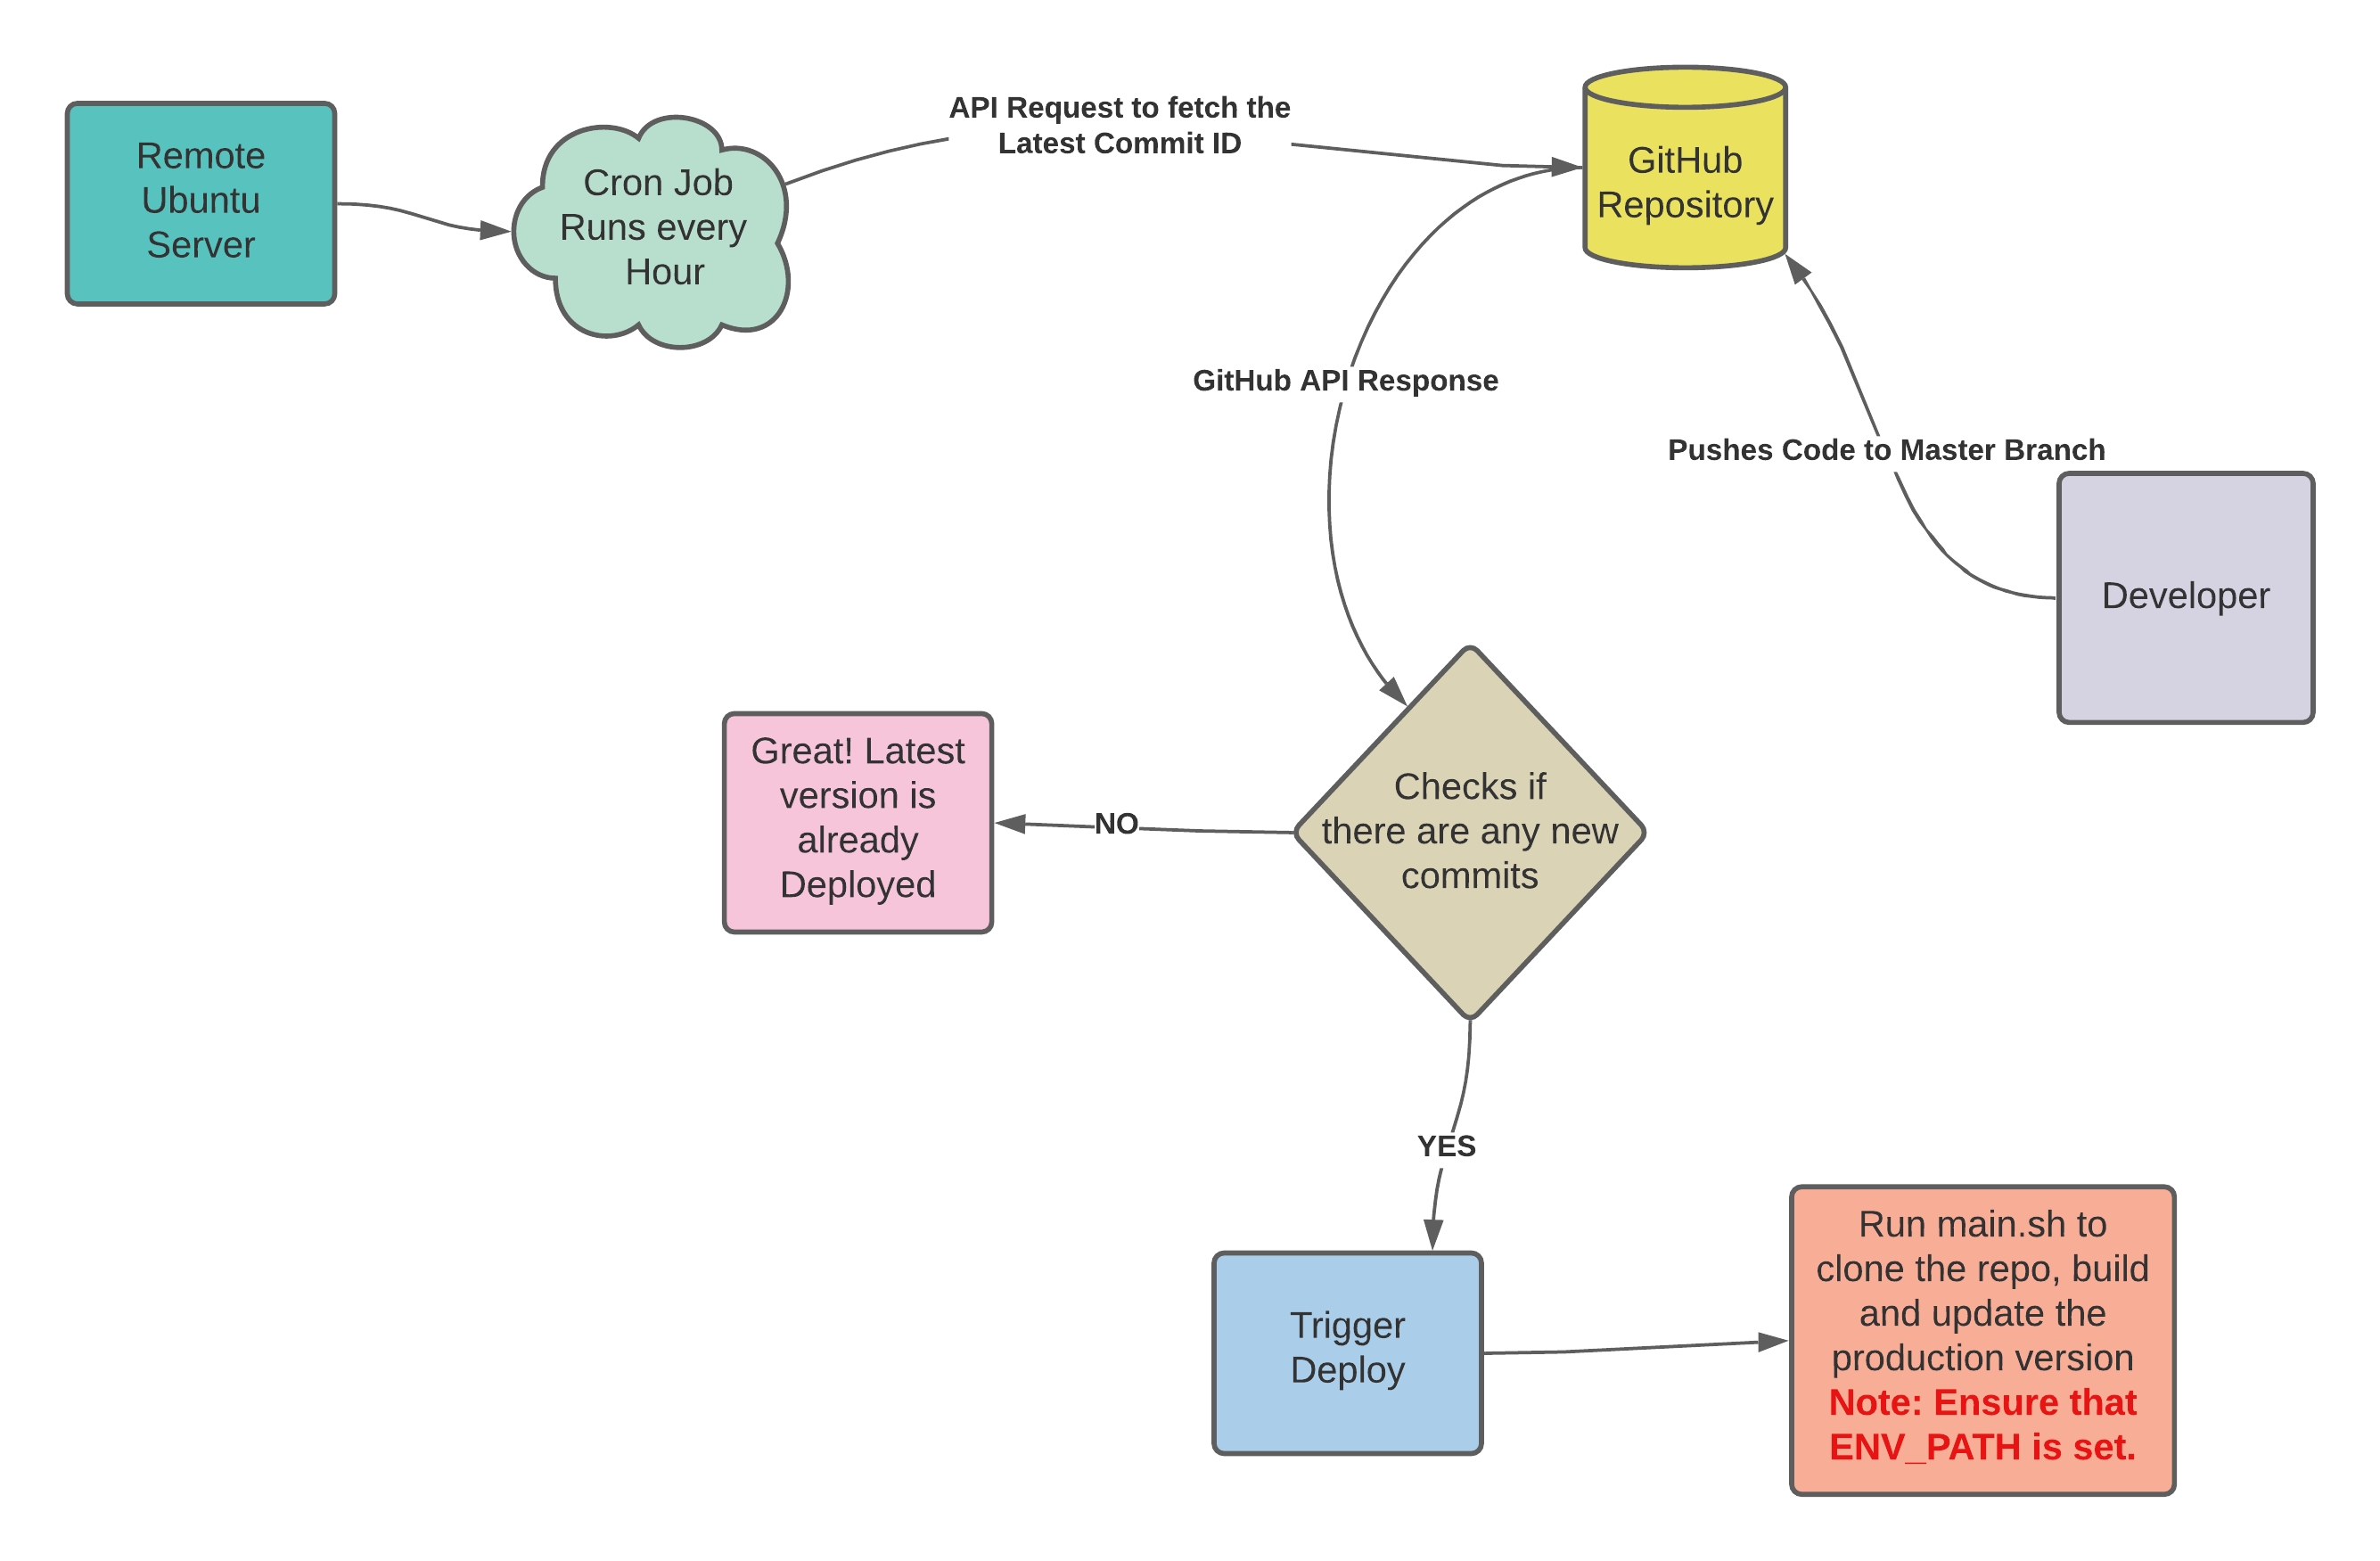 Remote
Ubuntu
Server
Cron Job
Runs every
Hour
API Request to fetch the
Latest Commit ID
GitHub
Repository
GitHub API Response
Pushes Code to Master Branch
Developer
Great! Latest
version is
already
Deployed
NO
Checks if
there are any new
commits
YES
Trigger
Deploy
Run main.sh to
clone the repo, build
and update the
production version
Note: Ensure that
ENV_PATH is set.